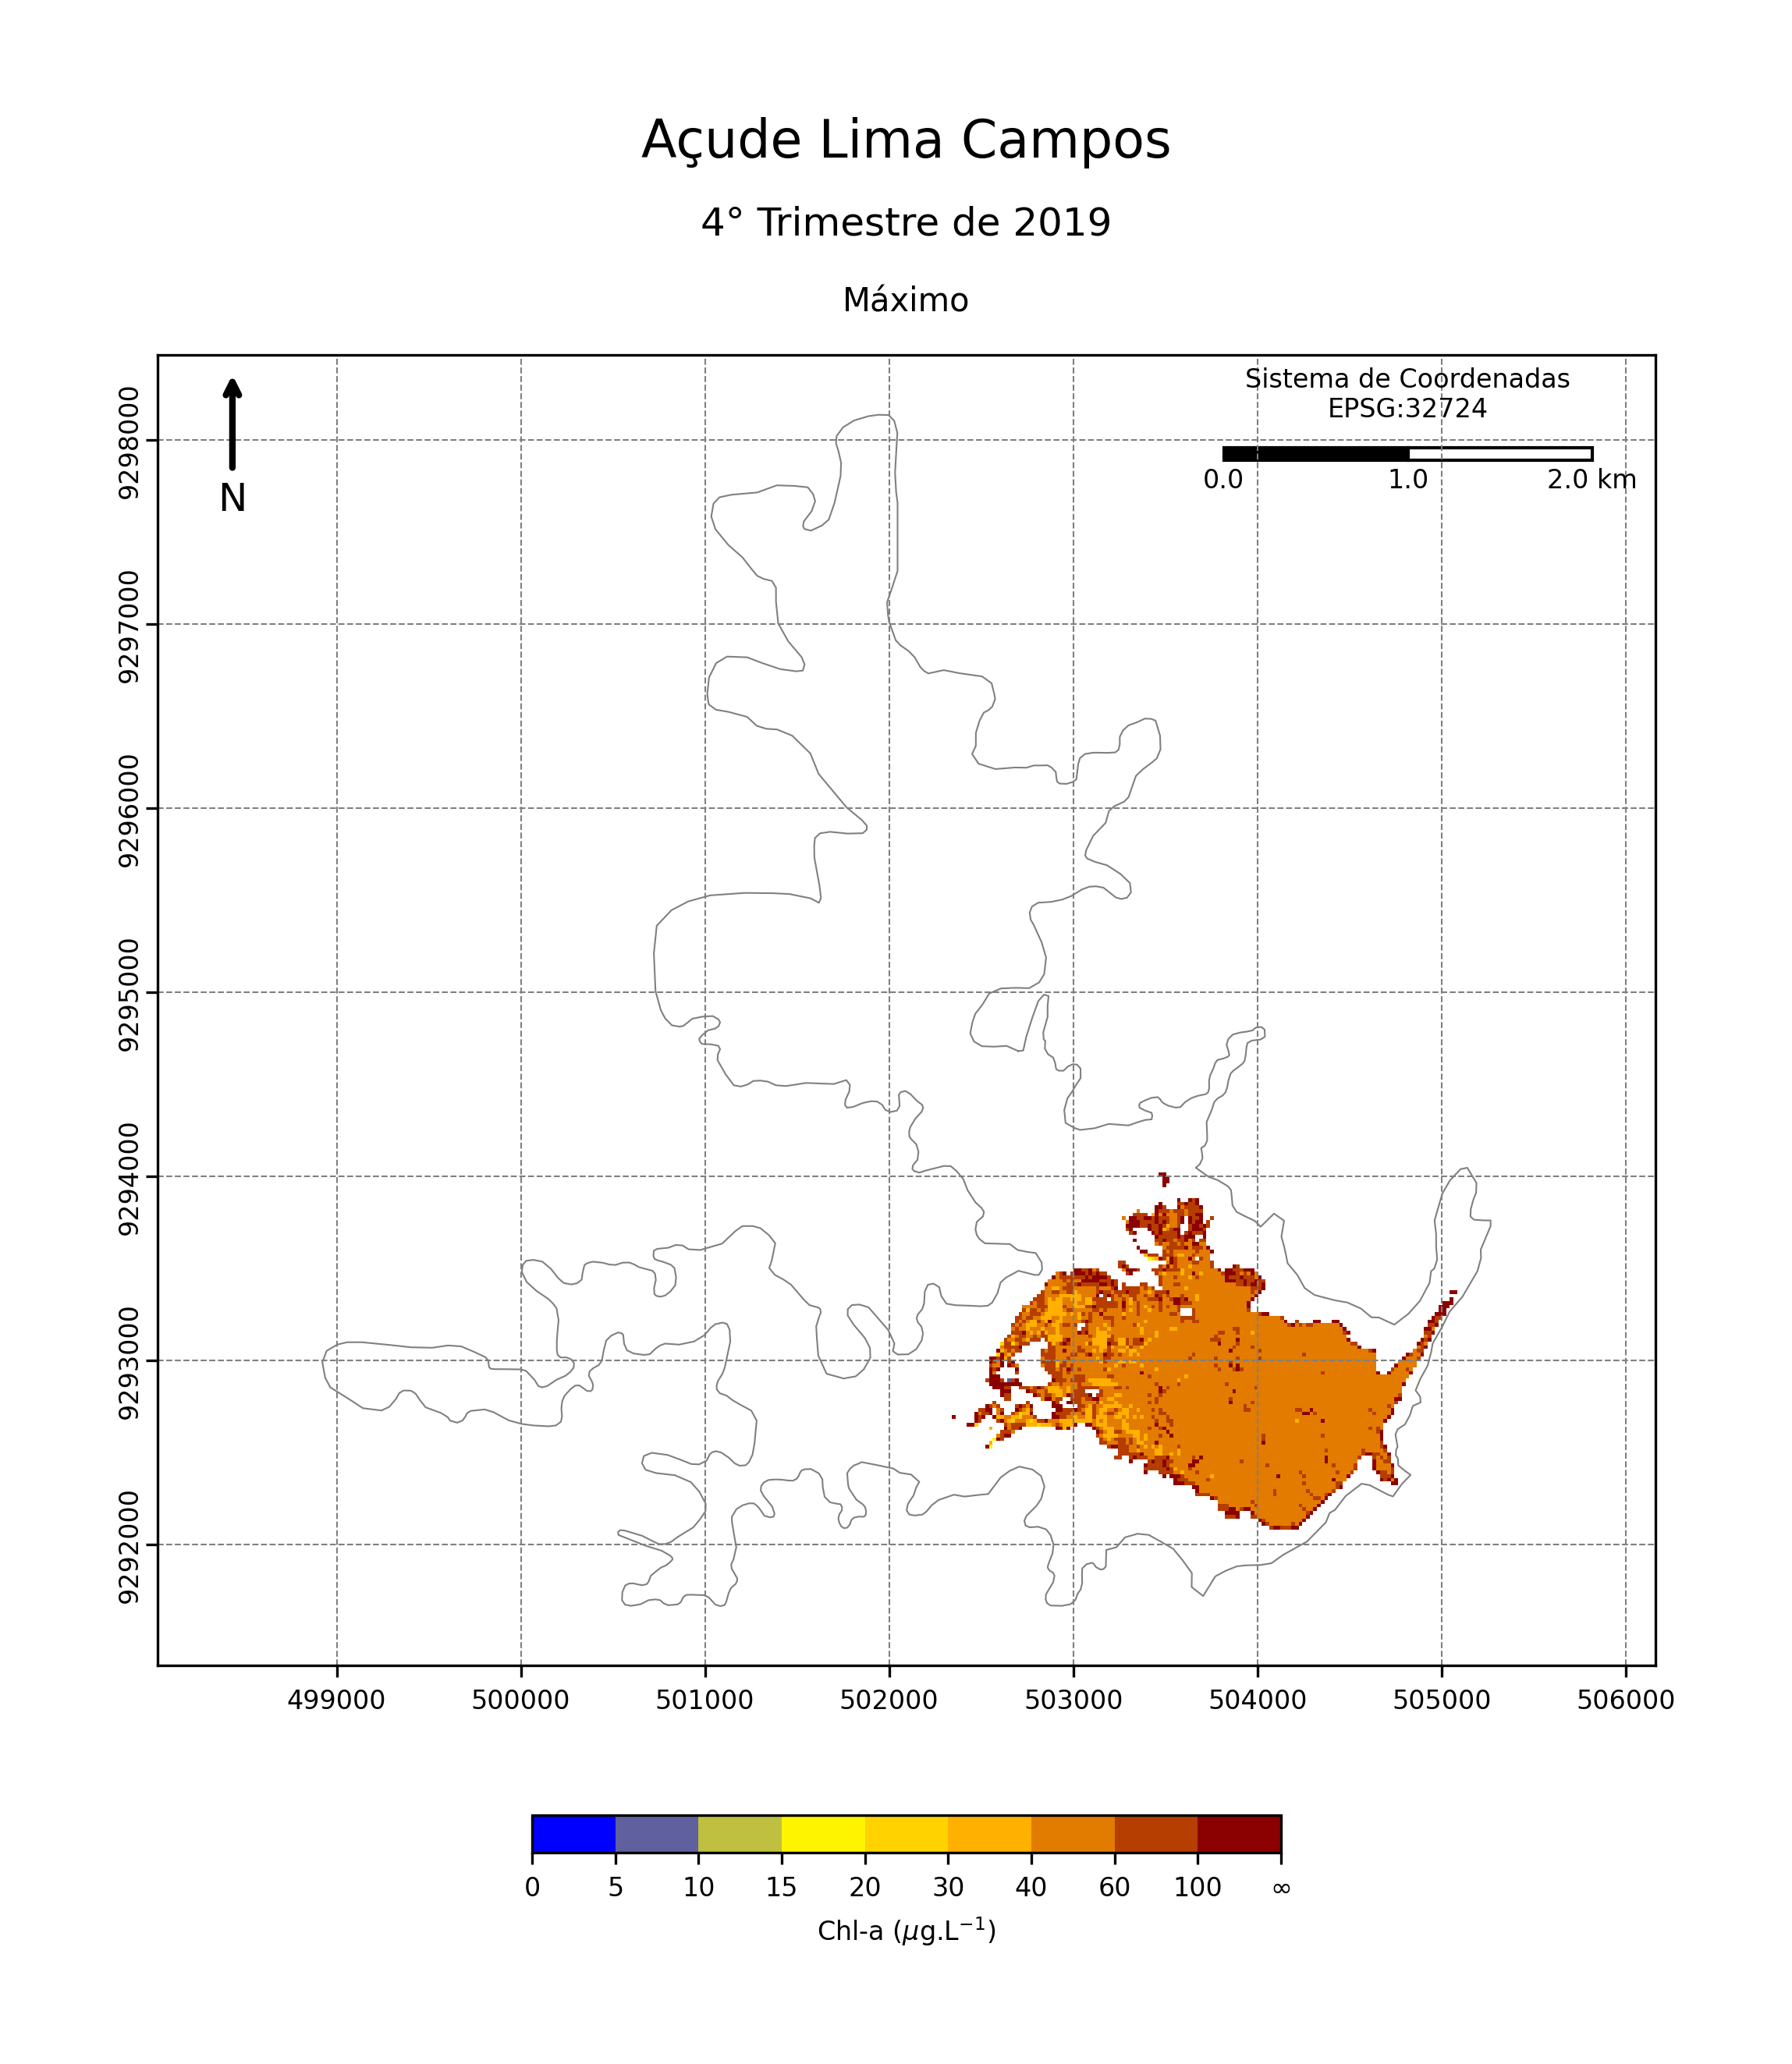 Açude Lima Campos
4° Trimestre de 2019
Máximo
Sistema de Coordenadas
EPSG:32724
0.0 1.0 2.0 km
N
9298000
9297000
9296000
9295000
9294000
9293000
9292000
499000 500000 501000 502000 503000 504000 505000 506000
0 5 10 15 20 30 40 60 100 ∞
Chl-a (μg.L⁻¹)